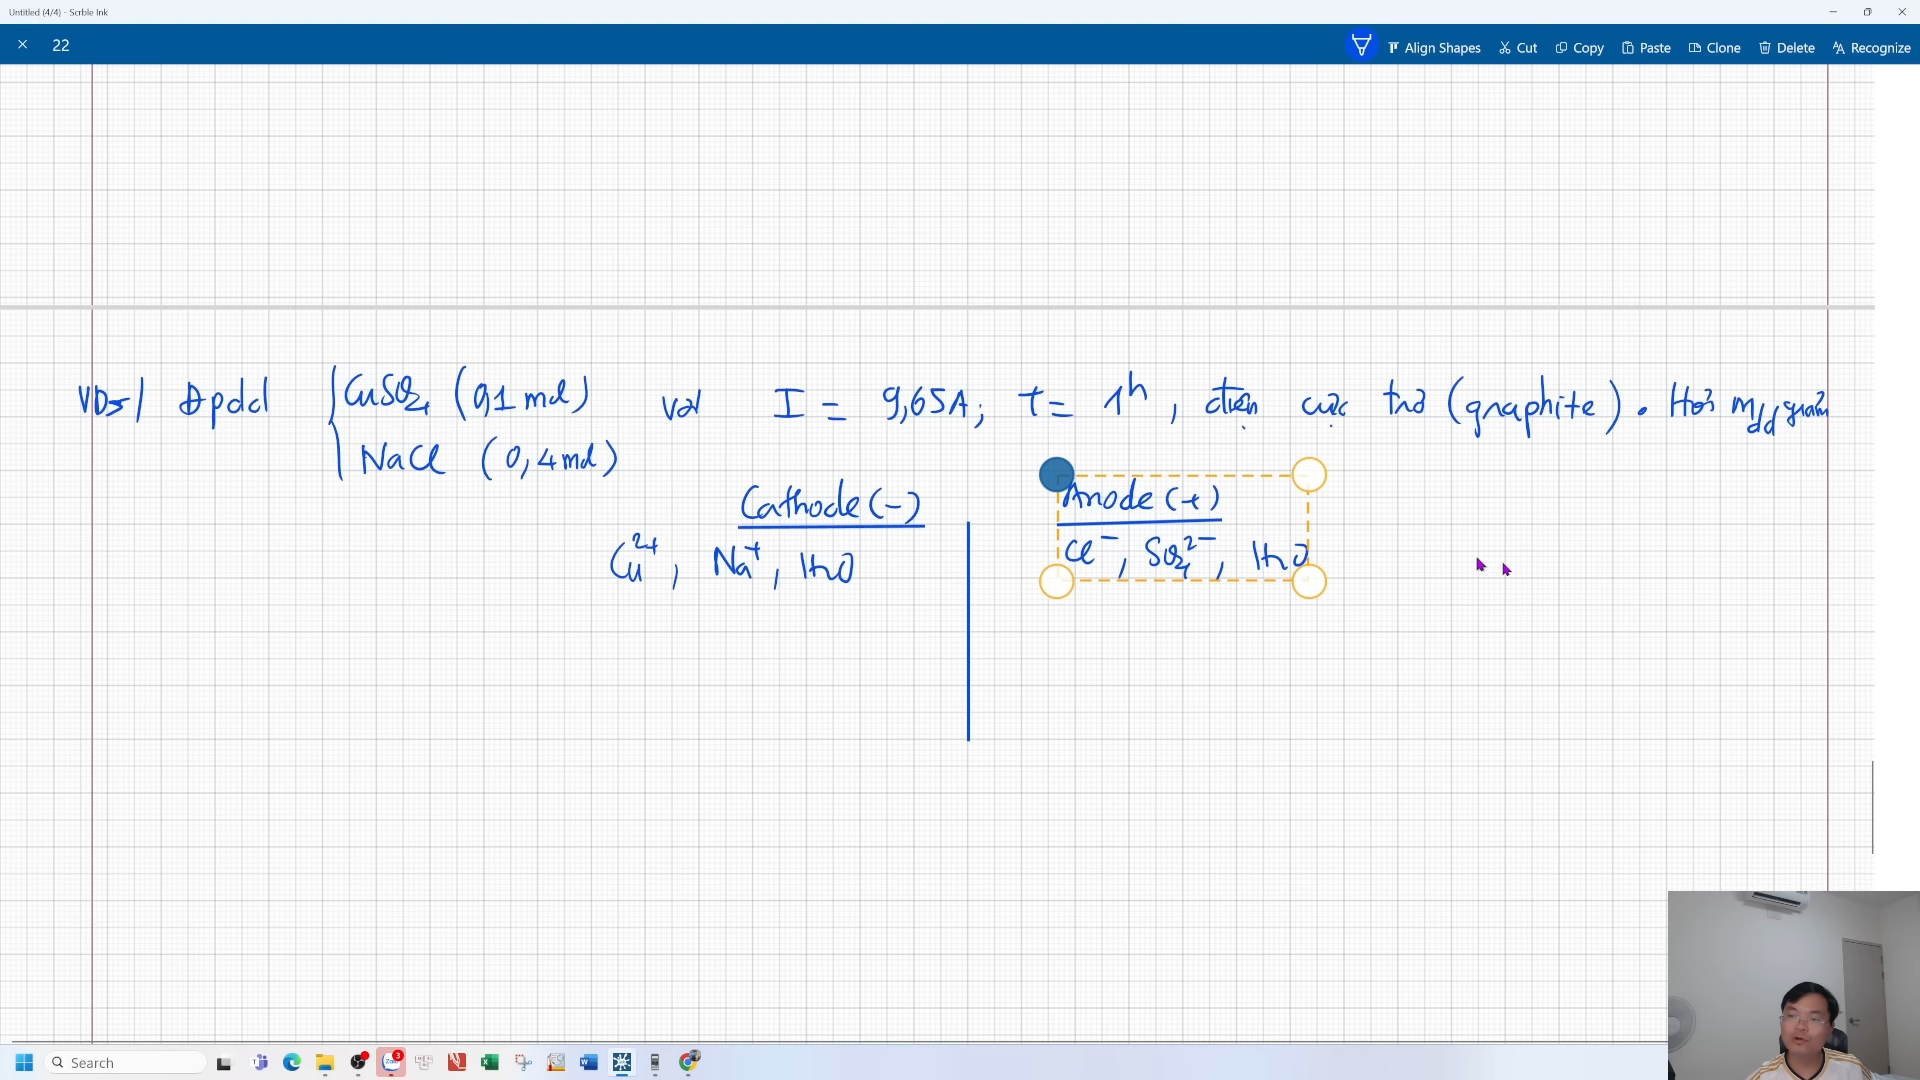 Untitled (4/4) - Scrble Ink
22 Align Shapes Cut Copy Paste Clone Delete Recognize
VD5/ Đpdd CuSO4 (0,1 mol) với I = 9,65A; t = 1h, điện cực trơ (graphite). Hỏi mdd giảm
NaCl (0,4 mol)
Cathode (-) Anode (+)
Cu2+, Na+, H2O Cl-, SO42-, H2O
Search 3